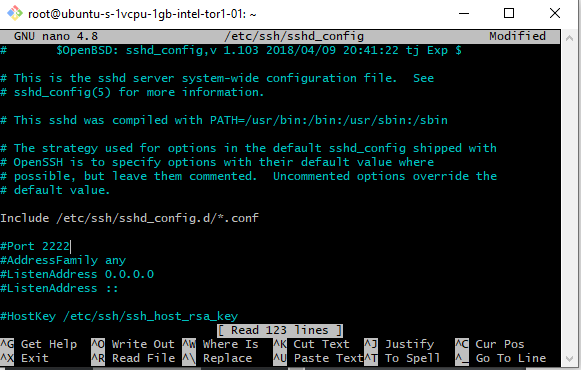 root@ubuntu-s-1vcpu-1gb-intel-tor1-01: ~
GNU nano 4.8 /etc/ssh/sshd_config Modified
# $OpenBSD: sshd_config,v 1.103 2018/04/09 20:41:22 tj Exp $
# This is the sshd server system-wide configuration file. See
# sshd_config(5) for more information.
# This sshd was compiled with PATH=/usr/bin:/bin:/usr/sbin:/sbin
# The strategy used for options in the default sshd_config shipped with
# OpenSSH is to specify options with their default value where
# possible, but leave them commented. Uncommented options override the
# default value.
Include /etc/ssh/sshd_config.d/*.conf
#Port 2222
#AddressFamily any
#ListenAddress 0.0.0.0
#ListenAddress ::
#HostKey /etc/ssh/ssh_host_rsa_key
[ Read 123 lines ]
^G Get Help ^O Write Out ^W Where Is ^K Cut Text ^J Justify ^C Cur Pos
^X Exit ^R Read File ^\ Replace ^U Paste Text^T To Spell ^_ Go To Line